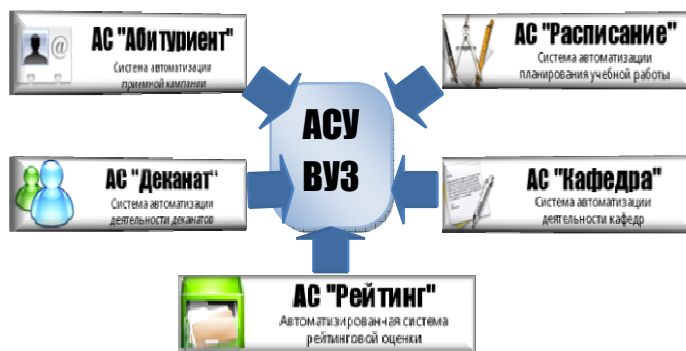 АС "Абитуриент"
Система автоматизации
приемной кампании
АС "Расписание"
Система автоматизации
планирования учебной работы
АСУ
ВУЗ
АС "Деканат"
Система автоматизации
деятельности деканатов
АС "Кафедра"
Система автоматизации
деятельности кафедр
АС "Рейтинг"
Автоматизированная система
рейтинговой оценки